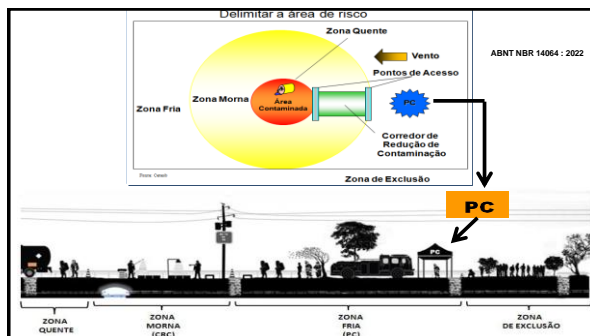 Delimitar a área de risco
Zona Quente
Vento
ABNT NBR 14064 : 2022
Pontos de Acesso
Zona Morna
Zona Fria
Área
Contaminada
PC
Corredor de
Redução de
Contaminação
Zona de Exclusão
PC
PC
ZONA
QUENTE
ZONA
MORNA
(CRC)
ZONA
FRIA
(PC)
ZONA
DE EXCLUSÃO